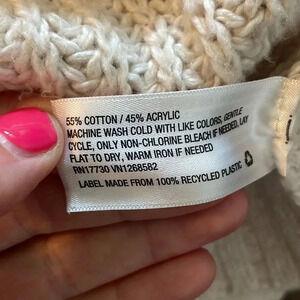 55% COTTON / 45% ACRYLIC
MACHINE WASH COLD WITH LIKE COLORS, GENTLE
CYCLE, ONLY NON-CHLORINE BLEACH IF NEEDED, LAY
FLAT TO DRY, WARM IRON IF NEEDED
RN17730 VN1268582
LABEL MADE FROM 100% RECYCLED PLASTIC